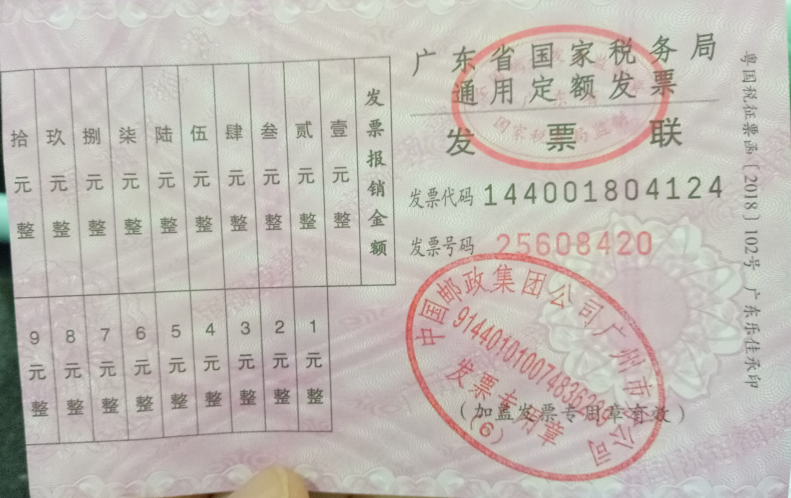 广东省国家税务局
通用定额发票
发票联
发票代码 144001804124
发票号码 25608420
中国邮政集团公司广州市分公司
发票专用章
(6)
(加盖发票专用章有效)
粤国税征票函〔2018〕102号 广东乐佳承印
发票报销金额
壹元整
贰元整
叁元整
肆元整
伍元整
陆元整
柒元整
捌元整
玖元整
拾元整
1元整
2元整
3元整
4元整
5元整
6元整
7元整
8元整
9元整